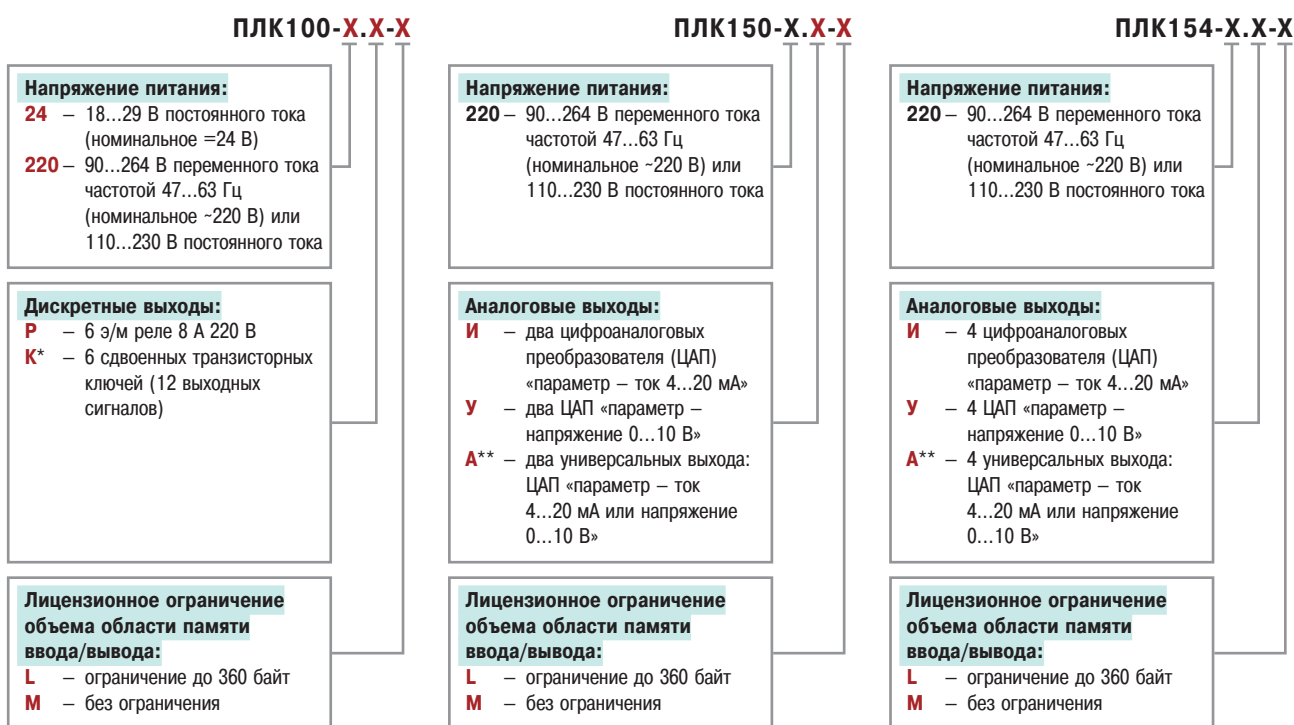 ПЛК100-X.X-X
Напряжение питания:
24 – 18...29 В постоянного тока
(номинальное =24 В)
220 – 90...264 В переменного тока
частотой 47...63 Гц
(номинальное ~220 В) или
110...230 В постоянного тока
Дискретные выходы:
Р – 6 э/м реле 8 А 220 В
К* – 6 сдвоенных транзисторных
ключей (12 выходных
сигналов)
Лицензионное ограничение
объема области памяти
ввода/вывода:
L – ограничение до 360 байт
M – без ограничения
ПЛК150-X.X-X
Напряжение питания:
220 – 90...264 В переменного тока
частотой 47...63 Гц
(номинальное ~220 В) или
110...230 В постоянного тока
Аналоговые выходы:
И – два цифроаналоговых
преобразователя (ЦАП)
«параметр – ток 4...20 мА»
У – два ЦАП «параметр –
напряжение 0...10 В»
А** – два универсальных выхода:
ЦАП «параметр – ток
4...20 мА или напряжение
0...10 В»
Лицензионное ограничение
объема области памяти
ввода/вывода:
L – ограничение до 360 байт
M – без ограничения
ПЛК154-X.X-X
Напряжение питания:
220 – 90...264 В переменного тока
частотой 47...63 Гц
(номинальное ~220 В) или
110...230 В постоянного тока
Аналоговые выходы:
И – 4 цифроаналоговых
преобразователя (ЦАП)
«параметр – ток 4...20 мА»
У – 4 ЦАП «параметр –
напряжение 0...10 В»
А** – 4 универсальных выхода:
ЦАП «параметр – ток
4...20 мА или напряжение
0...10 В»
Лицензионное ограничение
объема области памяти
ввода/вывода:
L – ограничение до 360 байт
M – без ограничения